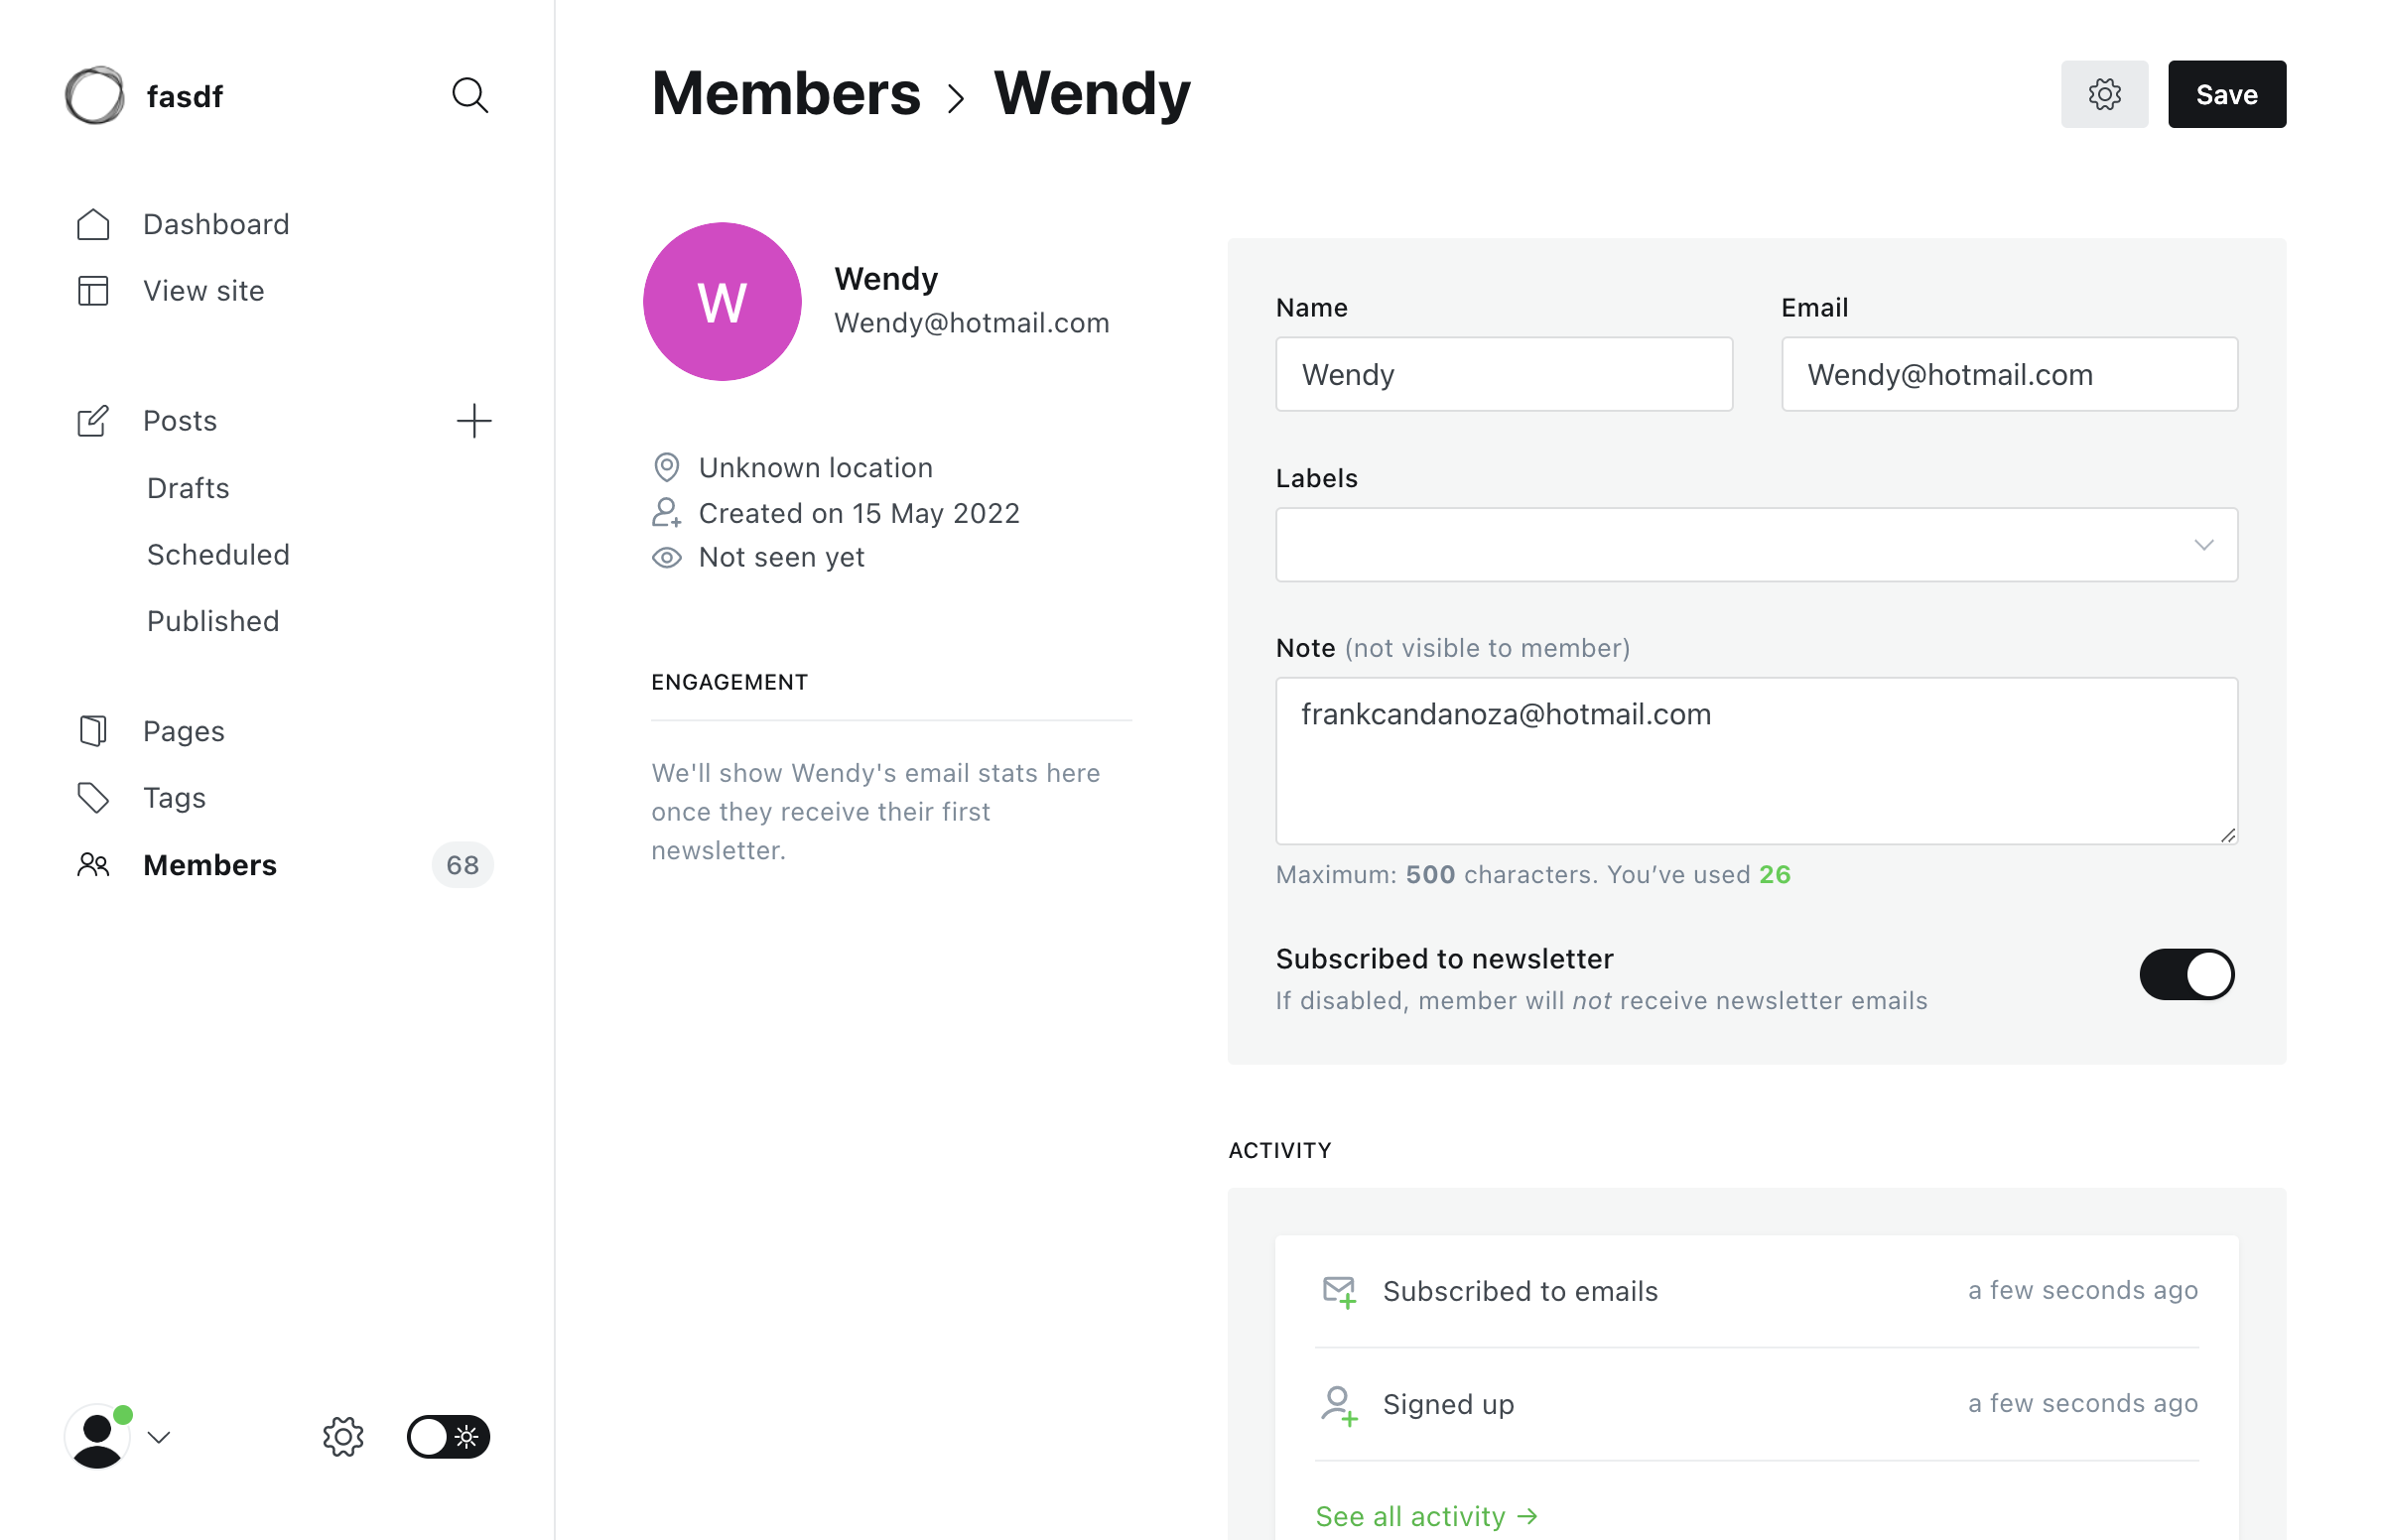 fasdf
Dashboard
View site
Posts
Drafts
Scheduled
Published
Pages
Tags
Members 68
Members > Wendy
Save
W
Wendy
Wendy@hotmail.com
Unknown location
Created on 15 May 2022
Not seen yet
ENGAGEMENT
We'll show Wendy's email stats here
once they receive their first
newsletter.
Name
Wendy
Email
Wendy@hotmail.com
Labels
Note (not visible to member)
frankcandanoza@hotmail.com
Maximum: 500 characters. You’ve used 26
Subscribed to newsletter
If disabled, member will not receive newsletter emails
ACTIVITY
Subscribed to emails a few seconds ago
Signed up a few seconds ago
See all activity →